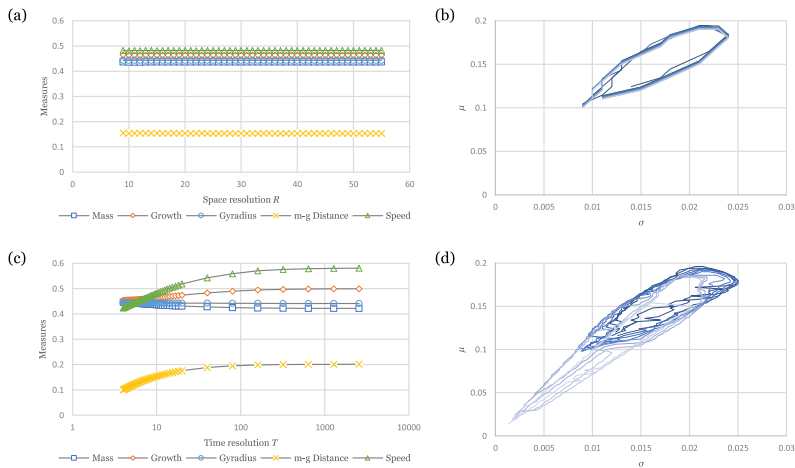 (a)
0.6
0.5
0.4
0.3
0.2
0.1
0
Measures
0 10 20 30 40 50 60
Space resolution R
Mass Growth Gyradius m-g Distance Speed
(b)
0.2
0.15
0.1
0.05
0
μ
0 0.005 0.01 0.015 0.02 0.025 0.03
σ
(c)
0.6
0.5
0.4
0.3
0.2
0.1
0
Measures
1 10 100 1000 10000
Time resolution T
Mass Growth Gyradius m-g Distance Speed
(d)
0.2
0.15
0.1
0.05
0
μ
0 0.005 0.01 0.015 0.02 0.025 0.03
σ